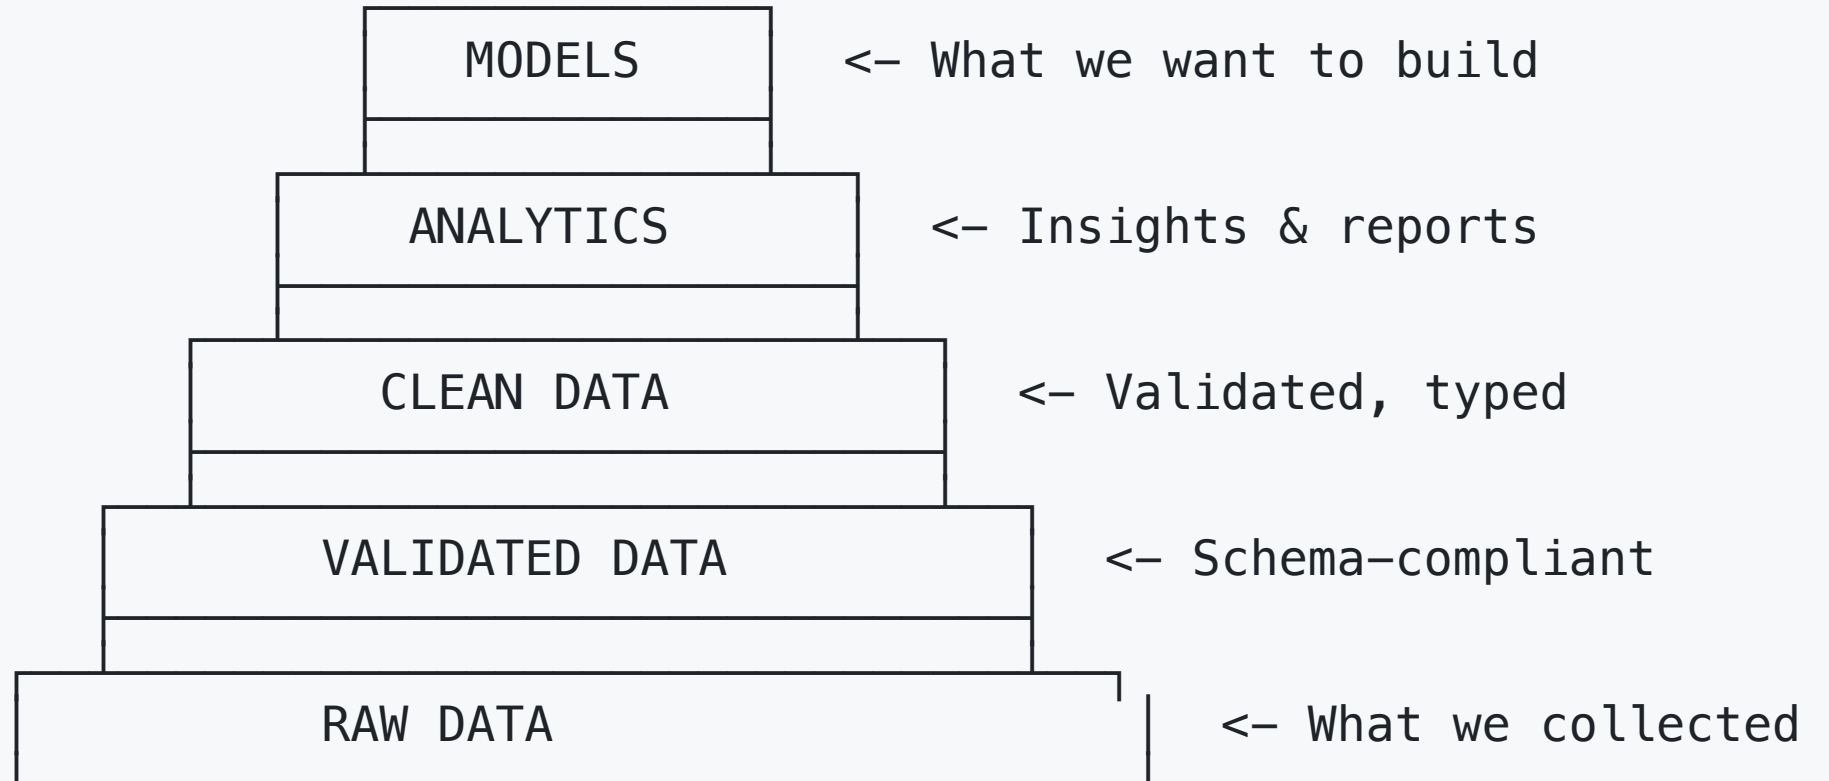 MODELS <- What we want to build
ANALYTICS <- Insights & reports
CLEAN DATA <- Validated, typed
VALIDATED DATA <- Schema-compliant
RAW DATA <- What we collected